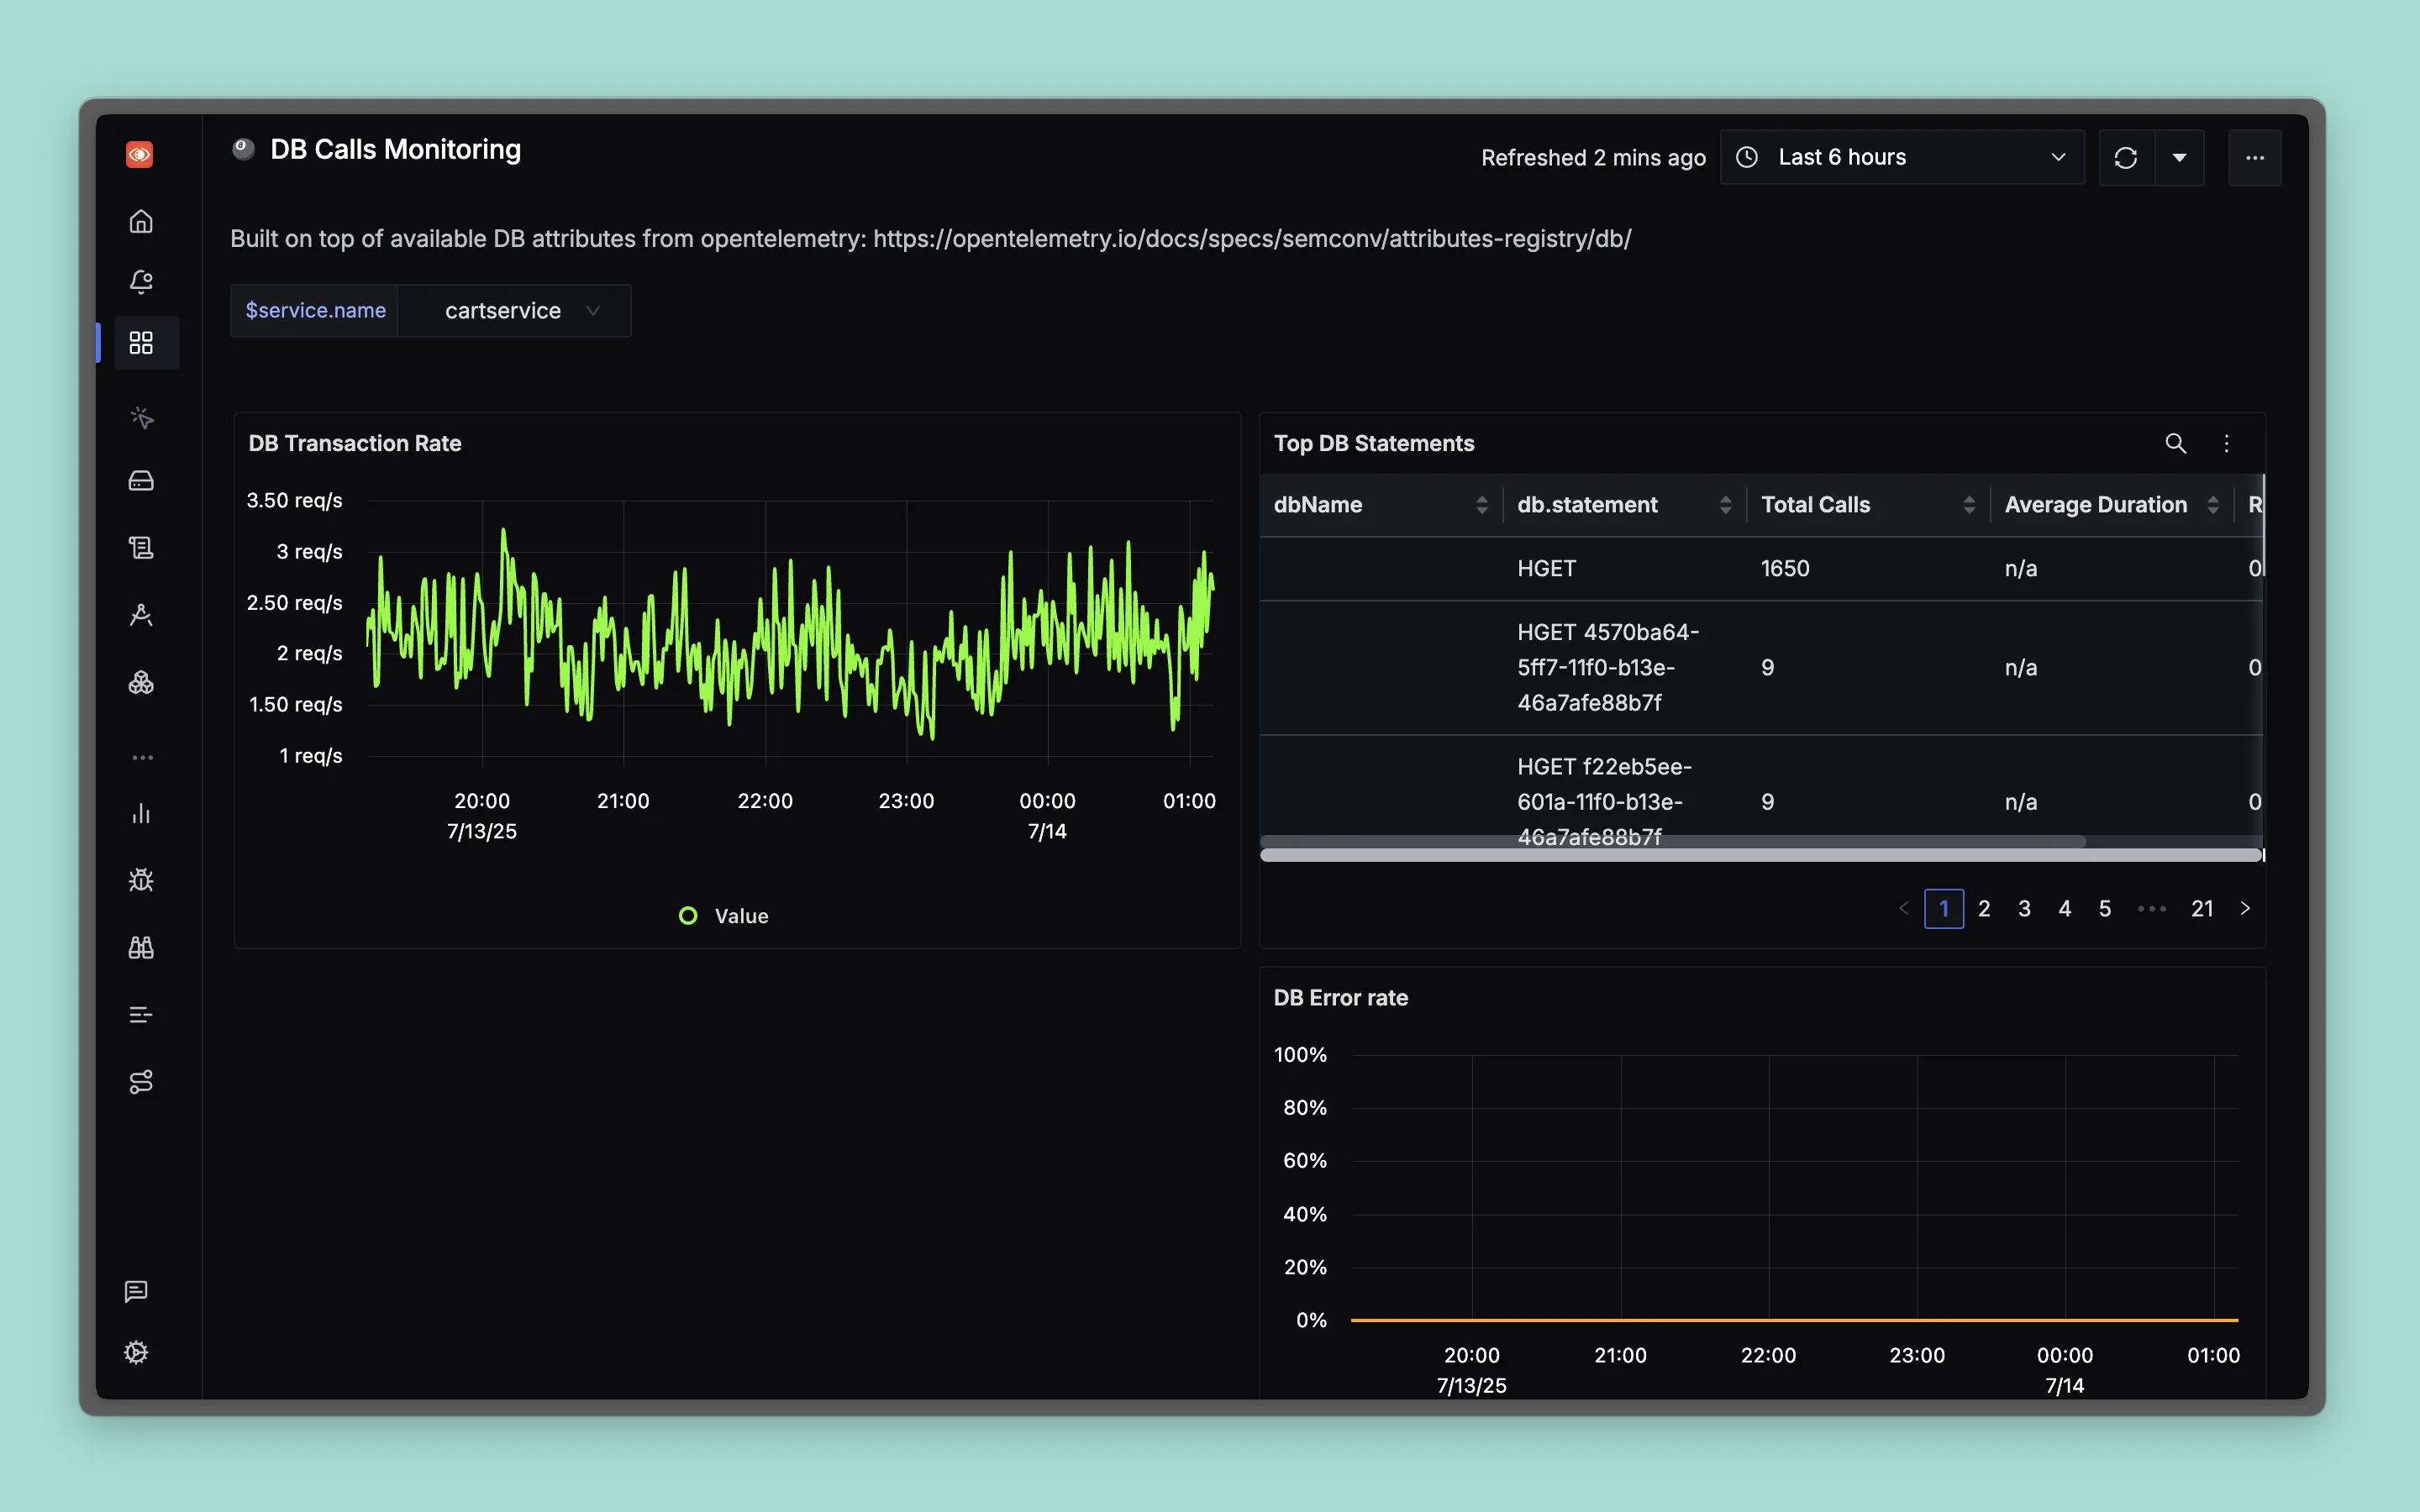 DB Calls Monitoring
Refreshed 2 mins ago
Last 6 hours
Built on top of available DB attributes from opentelemetry: https://opentelemetry.io/docs/specs/semconv/attributes-registry/db/
$service.name
cartservice
DB Transaction Rate
3.50 req/s
3 req/s
2.50 req/s
2 req/s
1.50 req/s
1 req/s
20:00 21:00 22:00 23:00 00:00 01:00
7/13/25 7/14
Value
Top DB Statements
dbName db.statement Total Calls Average Duration R
HGET 1650 n/a 0
HGET 4570ba64-
5ff7-11f0-b13e- 9 n/a 0
46a7afe88b7f
HGET f22eb5ee-
601a-11f0-b13e- 9 n/a 0
46a7afe88b7f
1 2 3 4 5 ••• 21
DB Error rate
100%
80%
60%
40%
20%
0%
20:00 21:00 22:00 23:00 00:00 01:00
7/13/25 7/14